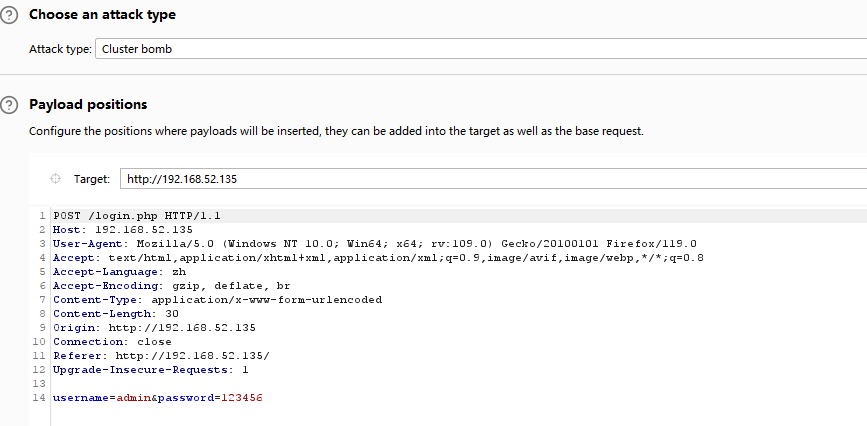 Choose an attack type
Attack type: Cluster bomb
Payload positions
Configure the positions where payloads will be inserted, they can be added into the target as well as the base request.
Target: http://192.168.52.135
1 POST /login.php HTTP/1.1
2 Host: 192.168.52.135
3 User-Agent: Mozilla/5.0 (Windows NT 10.0; Win64; x64; rv:109.0) Gecko/20100101 Firefox/119.0
4 Accept: text/html,application/xhtml+xml,application/xml;q=0.9,image/avif,image/webp,*/*;q=0.8
5 Accept-Language: zh
6 Accept-Encoding: gzip, deflate, br
7 Content-Type: application/x-www-form-urlencoded
8 Content-Length: 30
9 Origin: http://192.168.52.135
10 Connection: close
11 Referer: http://192.168.52.135/
12 Upgrade-Insecure-Requests: 1
13
14 username=admin&password=123456